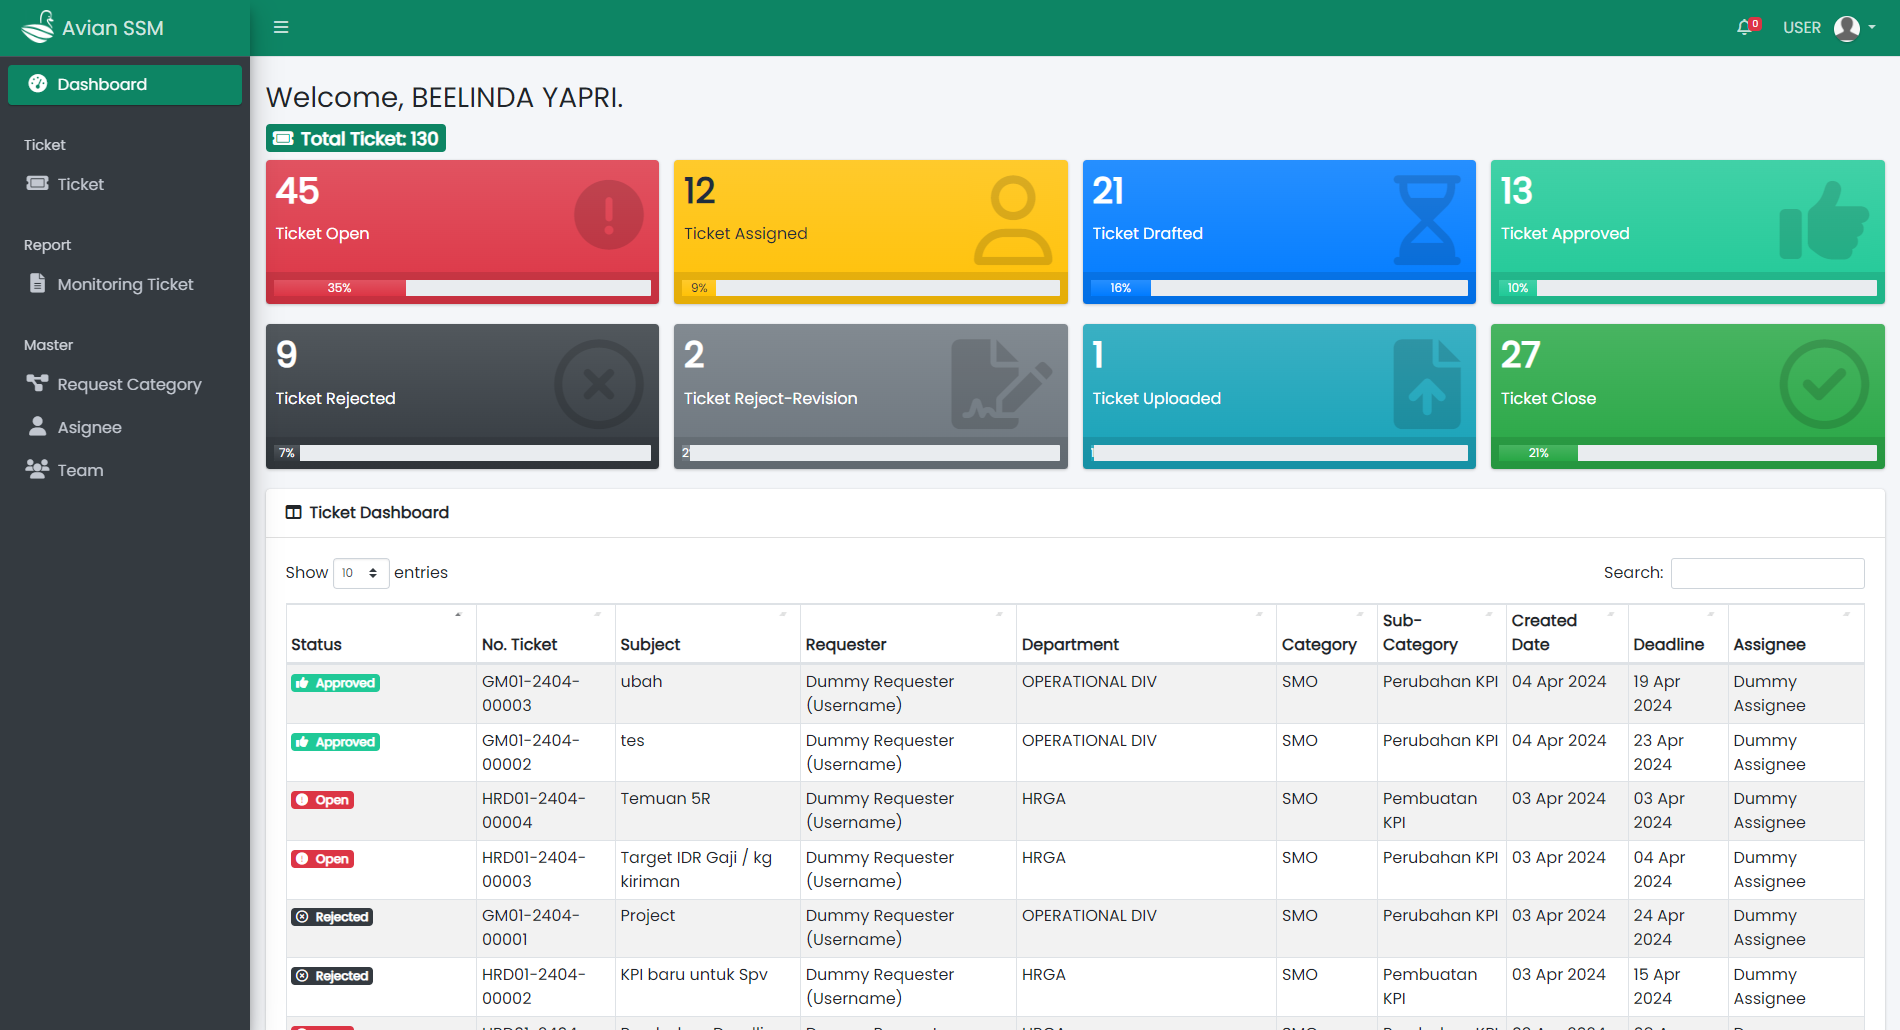 Avian SSM
0
USER
Dashboard
Ticket
Ticket
Report
Monitoring Ticket
Master
Request Category
Asignee
Team
Welcome, BEELINDA YAPRI.
Total Ticket: 130
45
Ticket Open
35%
12
Ticket Assigned
9%
21
Ticket Drafted
16%
13
Ticket Approved
10%
9
Ticket Rejected
7%
2
Ticket Reject-Revision
2
1
Ticket Uploaded
27
Ticket Close
21%
Ticket Dashboard
Show 10 entries
Search:
Status
No. Ticket
Subject
Requester
Department
Category
Sub-
Category
Created
Date
Deadline
Assignee
Approved
GM01-2404-
00003
ubah
Dummy Requester
(Username)
OPERATIONAL DIV
SMO
Perubahan KPI
04 Apr 2024
19 Apr
2024
Dummy
Assignee
Approved
GM01-2404-
00002
tes
Dummy Requester
(Username)
OPERATIONAL DIV
SMO
Perubahan KPI
04 Apr 2024
23 Apr
2024
Dummy
Assignee
Open
HRD01-2404-
00004
Temuan 5R
Dummy Requester
(Username)
HRGA
SMO
Pembuatan
KPI
03 Apr 2024
03 Apr
2024
Dummy
Assignee
Open
HRD01-2404-
00003
Target IDR Gaji / kg
kiriman
Dummy Requester
(Username)
HRGA
SMO
Perubahan KPI
03 Apr 2024
04 Apr
2024
Dummy
Assignee
Rejected
GM01-2404-
00001
Project
Dummy Requester
(Username)
OPERATIONAL DIV
SMO
Perubahan KPI
03 Apr 2024
24 Apr
2024
Dummy
Assignee
Rejected
HRD01-2404-
00002
KPI baru untuk Spv
Dummy Requester
(Username)
HRGA
SMO
Pembuatan
KPI
03 Apr 2024
15 Apr
2024
Dummy
Assignee